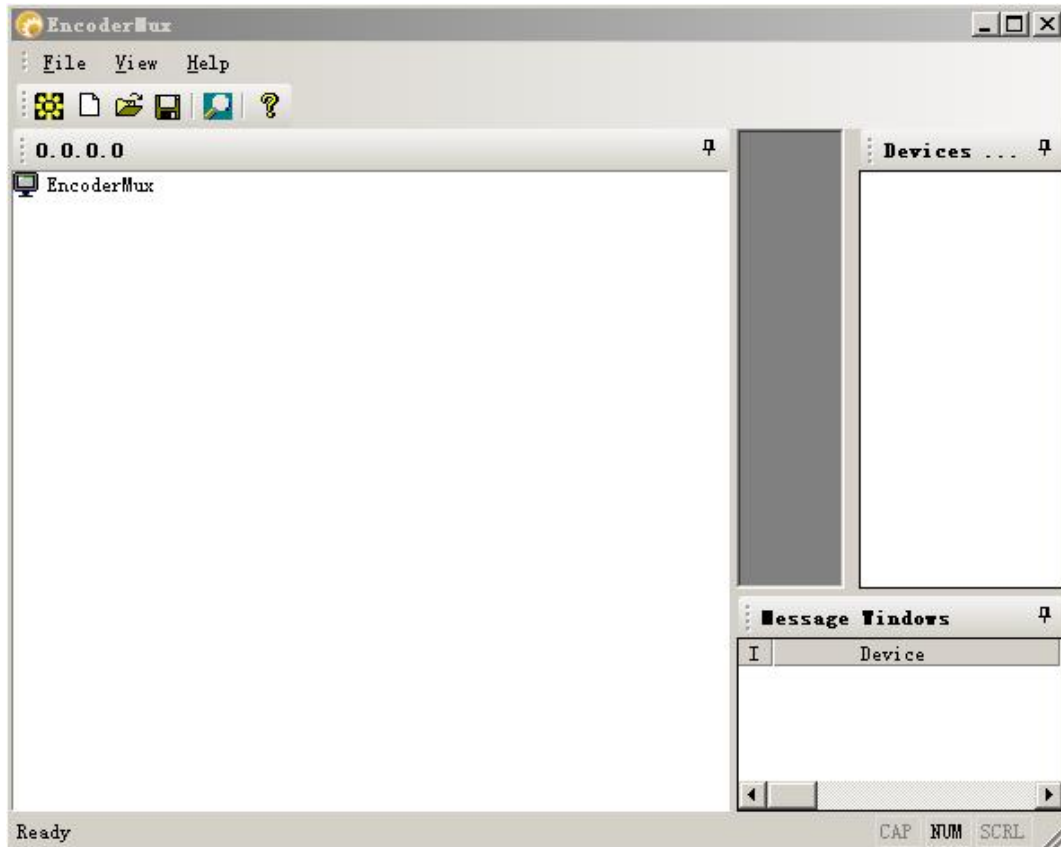 EncoderMux
File View Help
0.0.0.0
EncoderMux
Devices ...
Message Windows
I Device
Ready
CAP NUM SCRL